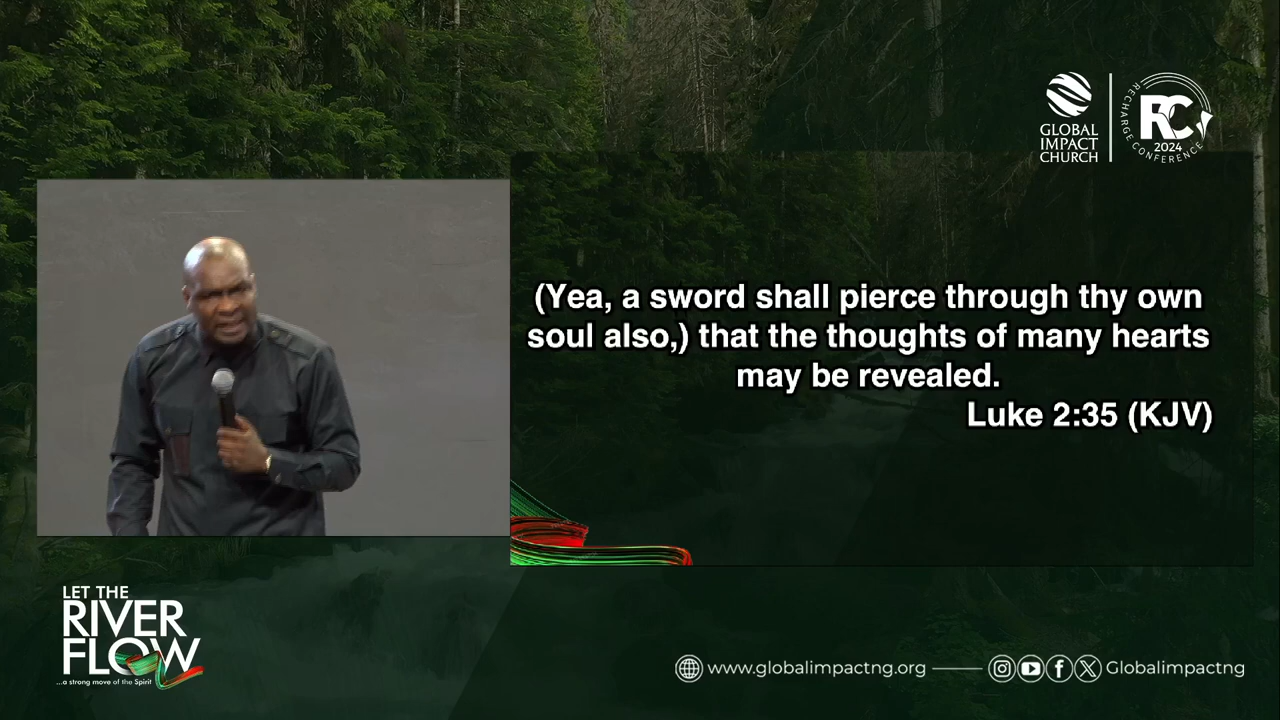 GLOBAL
IMPACT
CHURCH
RECHARGE CONFERENCE
RC
2024
(Yea, a sword shall pierce through thy own
soul also,) that the thoughts of many hearts
may be revealed.
Luke 2:35 (KJV)
LET THE
RIVER
FLOW
...a strong move of the Spirit
www.globalimpactng.org
Globalimpactng